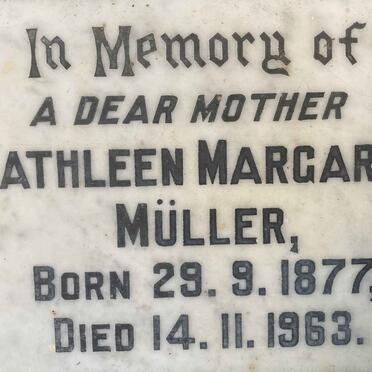 In Memory of
A DEAR MOTHER
ATHLEEN MARGAR
MÜLLER,
BORN 29. 9. 1877,
DIED 14. 11. 1963.